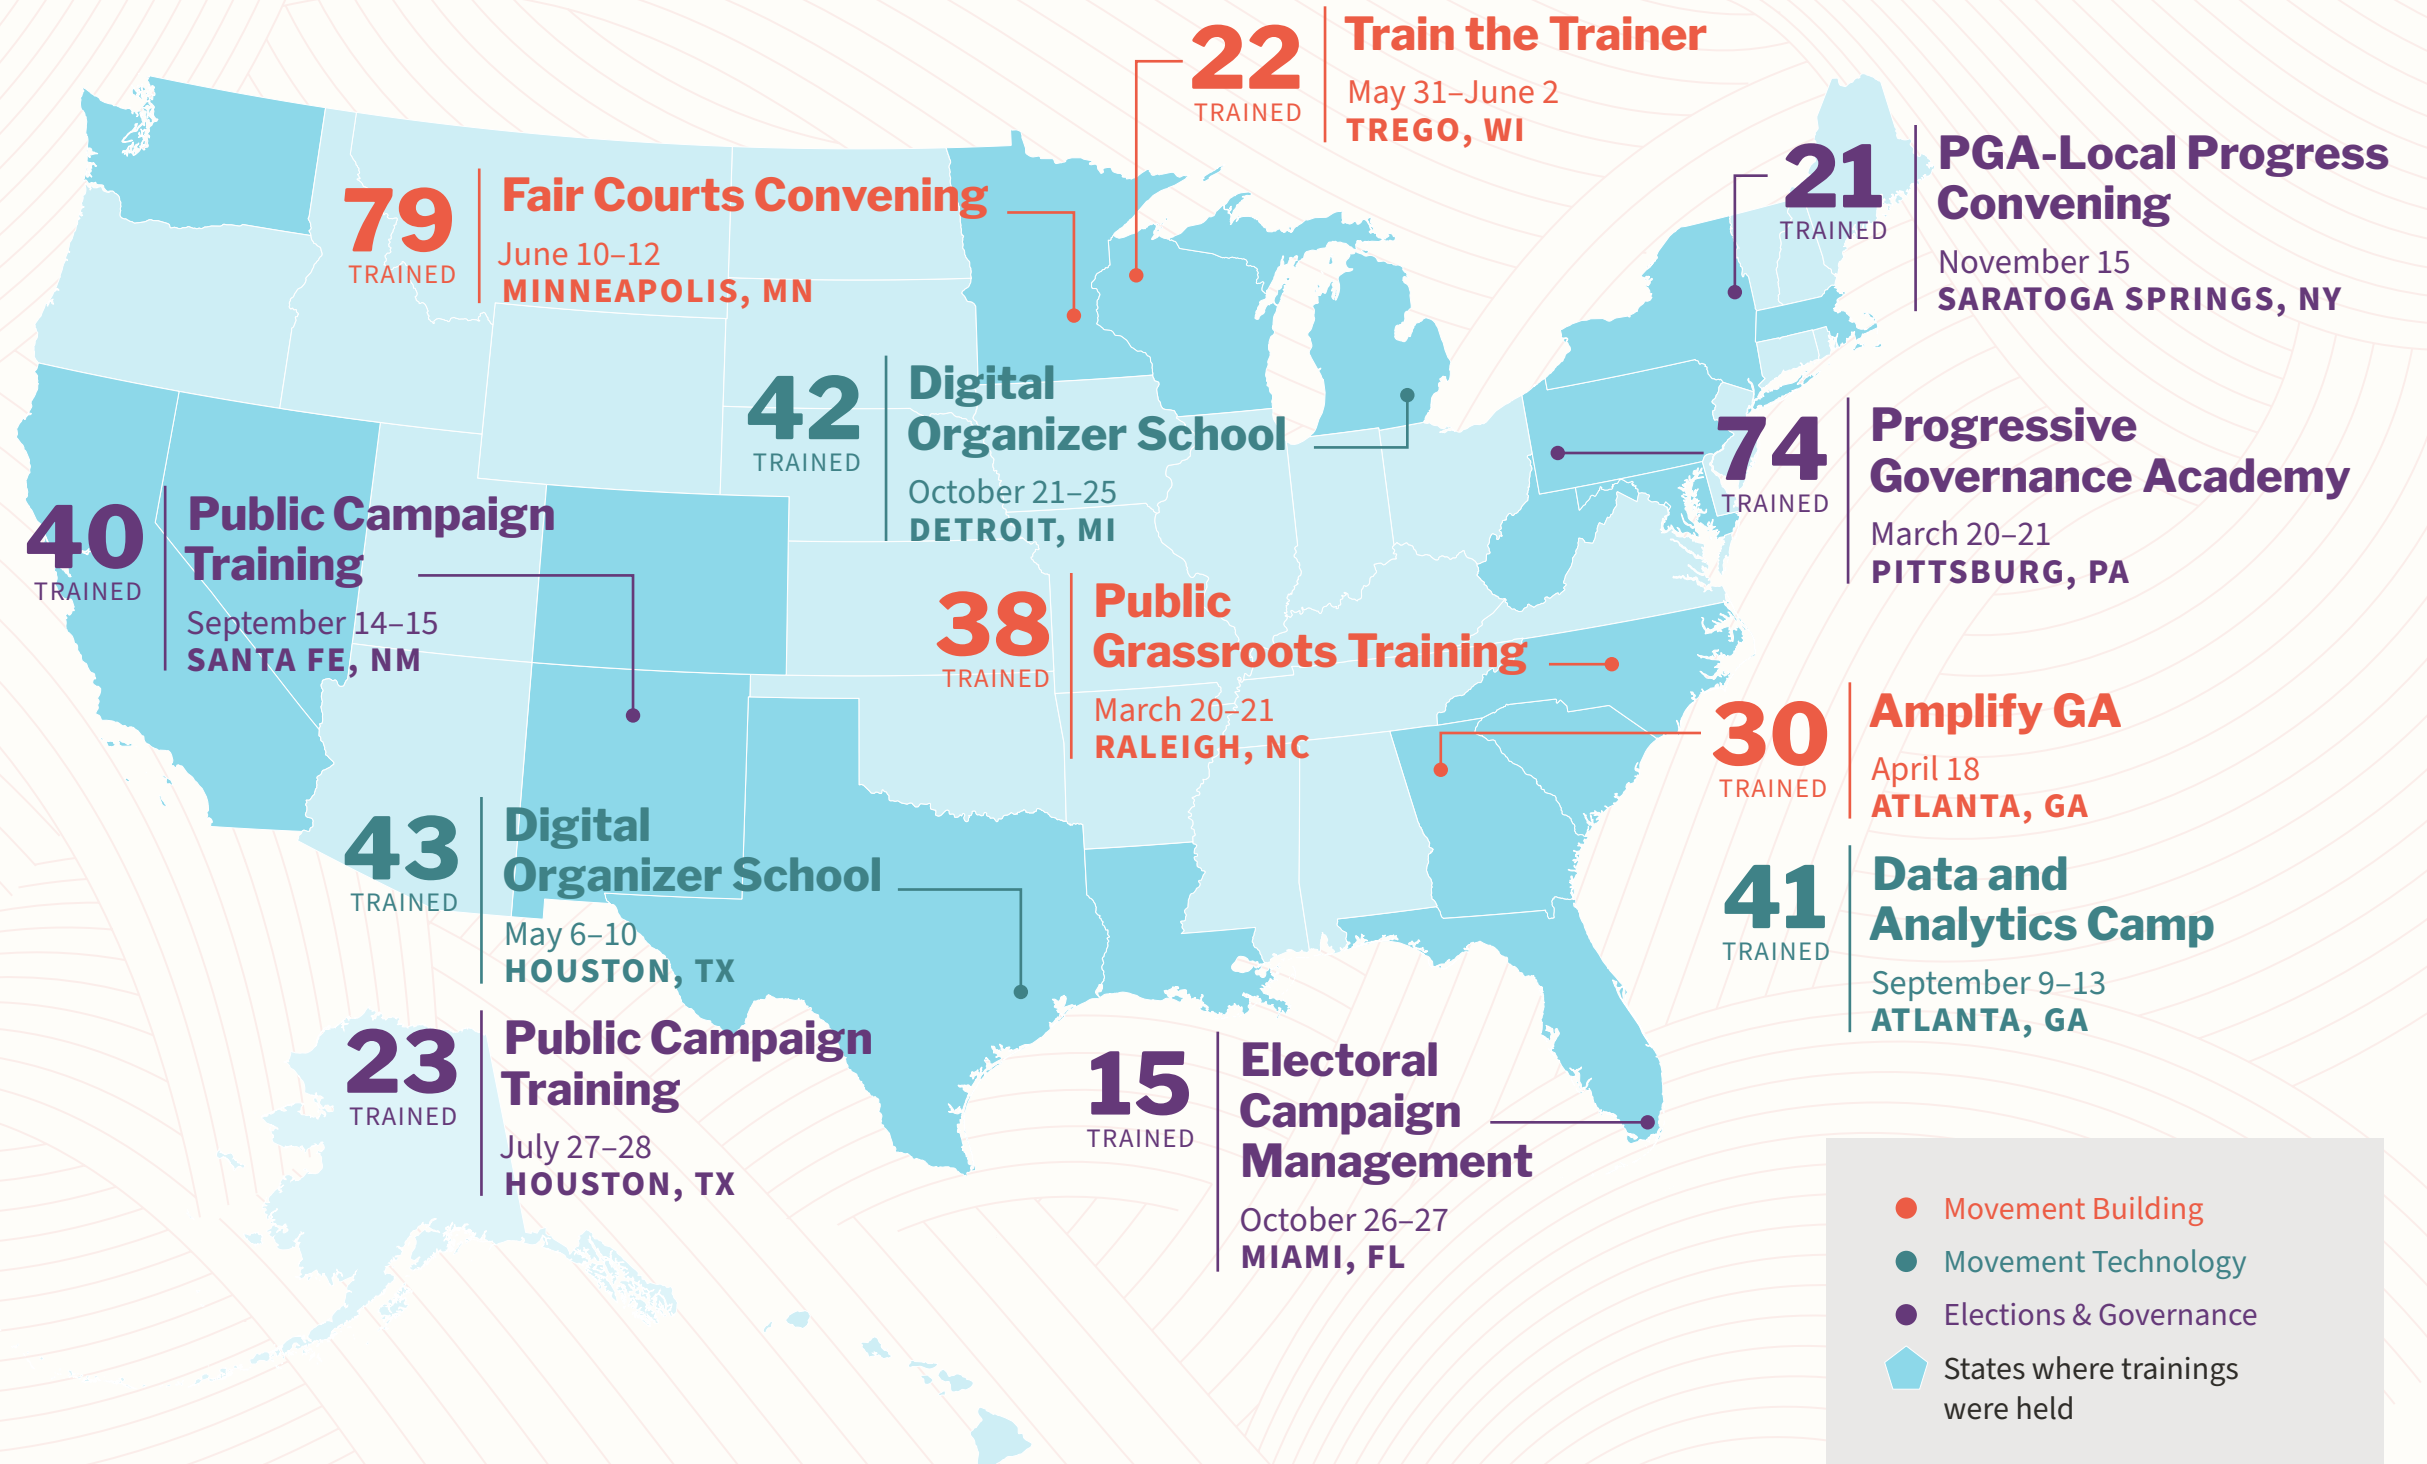 22
TRAINED
Train the Trainer
May 31–June 2
TREGO, WI
79
TRAINED
Fair Courts Convening
June 10–12
MINNEAPOLIS, MN
21
TRAINED
PGA-Local Progress
Convening
November 15
SARATOGA SPRINGS, NY
42
TRAINED
Digital
Organizer School
October 21–25
DETROIT, MI
74
TRAINED
Progressive
Governance Academy
March 20–21
PITTSBURG, PA
40
TRAINED
Public Campaign
Training
September 14–15
SANTA FE, NM
38
TRAINED
Public
Grassroots Training
March 20–21
RALEIGH, NC
30
TRAINED
Amplify GA
April 18
ATLANTA, GA
43
TRAINED
Digital
Organizer School
May 6–10
HOUSTON, TX
41
TRAINED
Data and
Analytics Camp
September 9–13
ATLANTA, GA
23
TRAINED
Public Campaign
Training
July 27–28
HOUSTON, TX
15
TRAINED
Electoral
Campaign
Management
October 26–27
MIAMI, FL
Movement Building
Movement Technology
Elections & Governance
States where trainings
were held